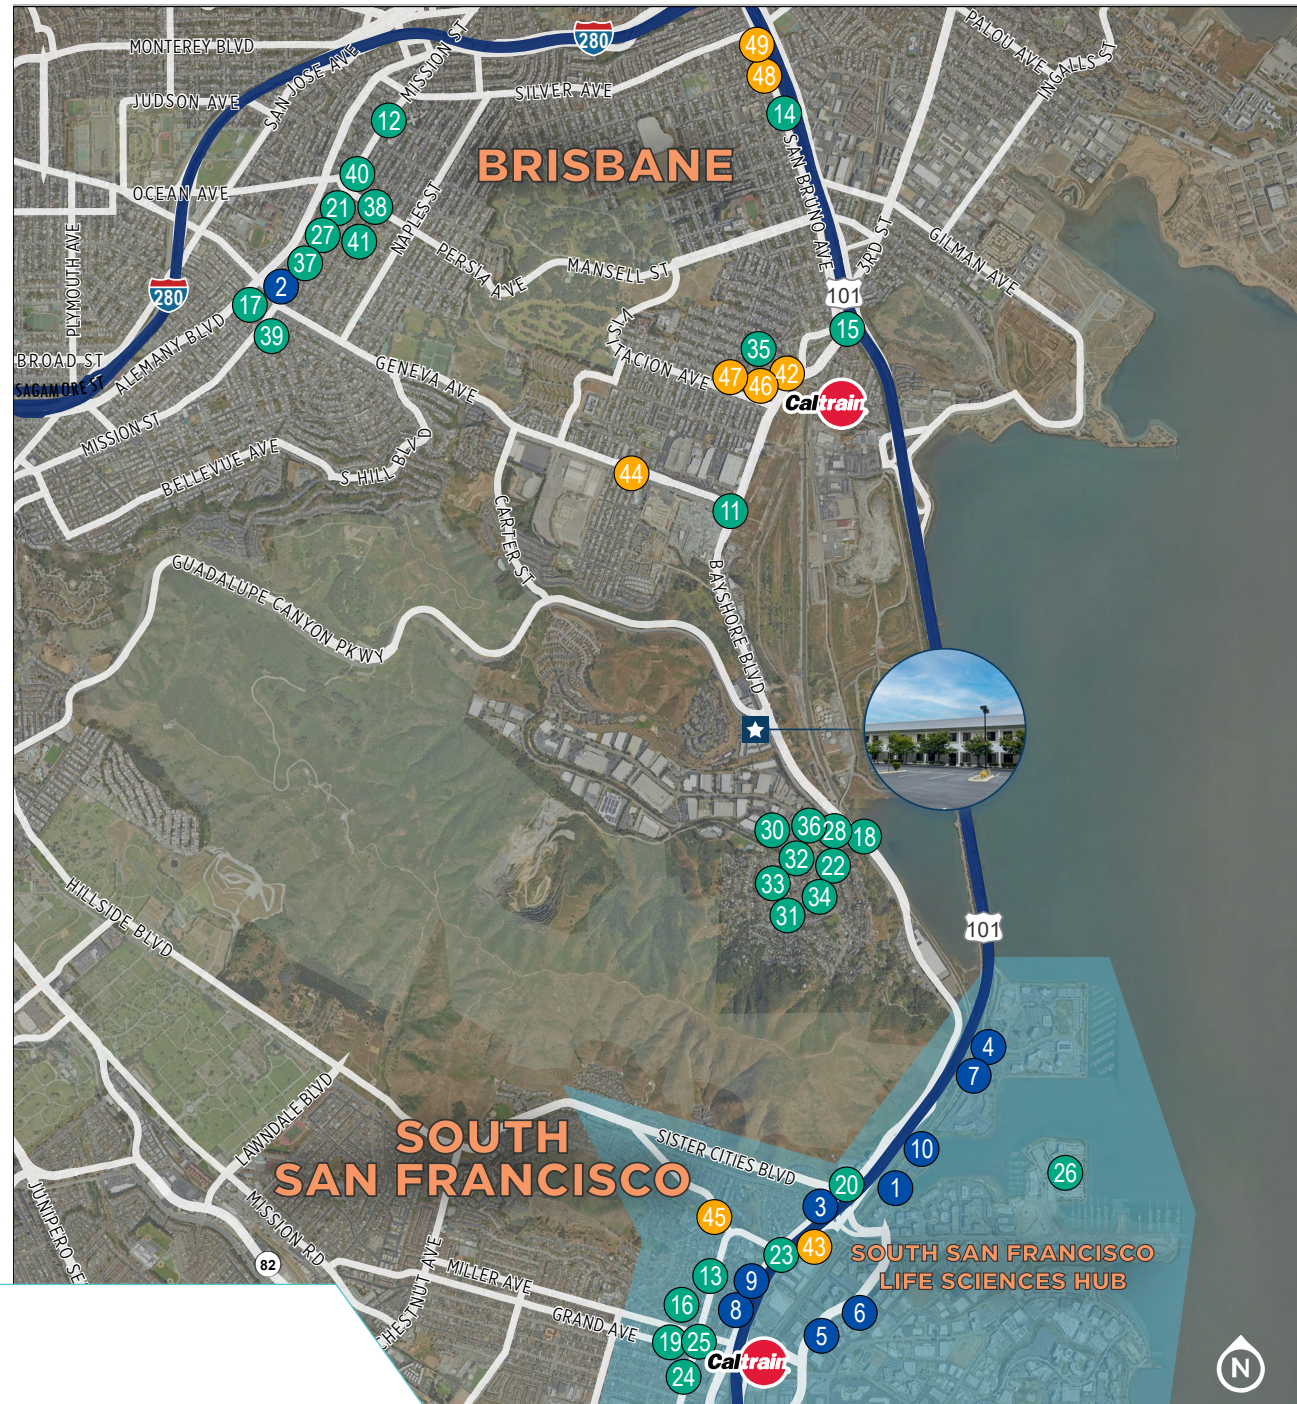 280
49
MONTEREY BLVD
SAN JOSE AVE
MISSION ST
PALOU AVE
INGALLS ST
48
JUDSON AVE
SILVER AVE
14
12
SAN BRUNO AVE
BRISBANE
40
OCEAN AVE
21
38
NAPLES ST
27
41
PERSIA AVE
3RD ST
GILMAN AVE
PLYMOUTH AVE
37
MANSELL ST
2
280
101
17
39
ALEMANY BLVD
VISITACION AVE
15
35
BROAD ST
GENEVA AVE
47
46
42
SAGAMORE ST
Caltrain
MISSION ST
BELLEVUE AVE
S HILL BLVD
44
CARTER ST
11
GUADALUPE CANYON PKWY
BAYSHORE BLVD
30
36
28
18
32
22
33
34
31
HILLSIDE BLVD
101
4
7
LAWNDALE BLVD
SOUTH
SAN FRANCISCO
SISTER CITIES BLVD
10
26
20
1
3
JUNIPERO SE
MISSION RD
45
43
23
SOUTH SAN FRANCISCO
LIFE SCIENCES HUB
82
CHESTNUT AVE
MILLER AVE
13
9
16
8
6
GRAND AVE
5
19
25
Caltrain
24
N